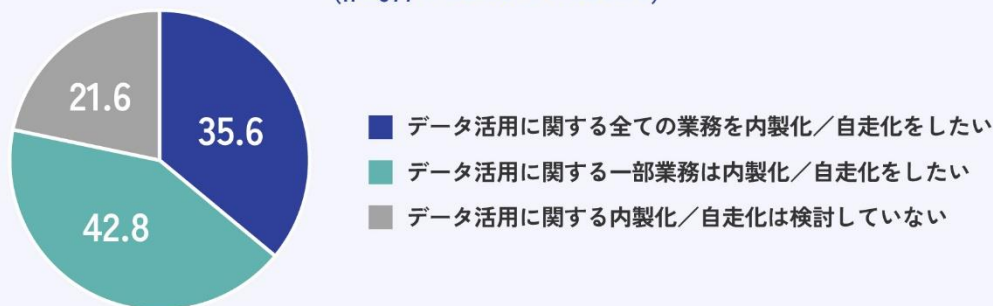 21.6
35.6
42.8
データ活用に関する全ての業務を内製化／自走化をしたい
データ活用に関する一部業務は内製化／自走化をしたい
データ活用に関する内製化／自走化は検討していない